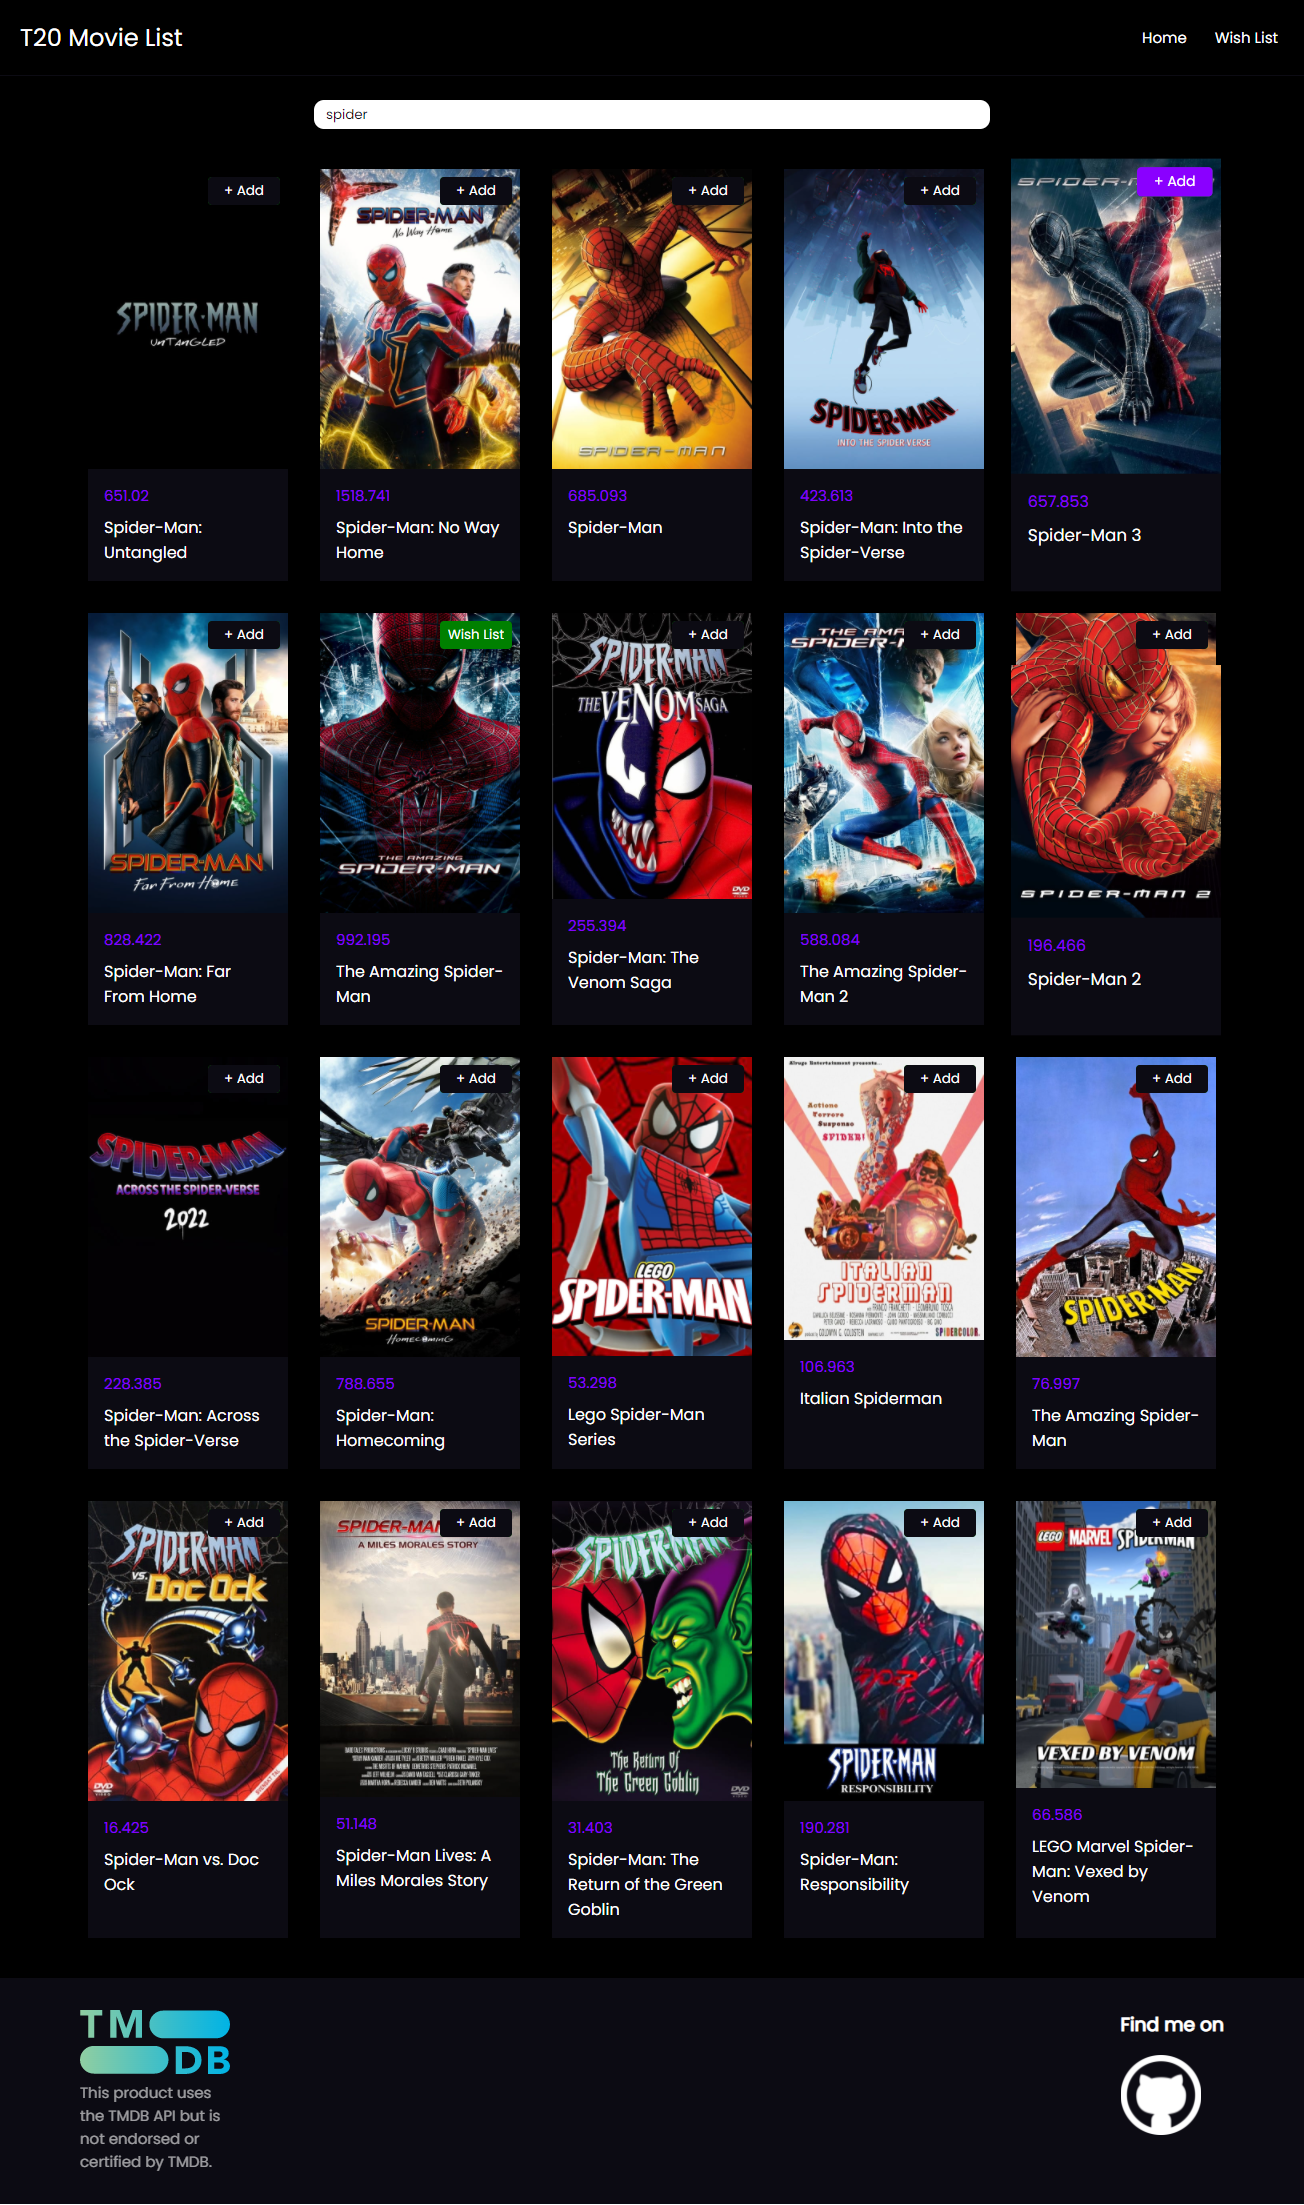 T20 Movie List
Home
Wish List
spider
+ Add
SPIDER-MAN
UNTANGLED
651.02
Spider-Man:
Untangled
+ Add
SPIDER-MAN
No Way Home
1518.741
Spider-Man: No Way
Home
+ Add
SPIDER-MAN
685.093
Spider-Man
+ Add
SPIDER-MAN
INTO THE SPIDER-VERSE
423.613
Spider-Man: Into the
Spider-Verse
+ Add
657.853
Spider-Man 3
+ Add
SPIDER-MAN
Far From Home
828.422
Spider-Man: Far
From Home
Wish List
THE AMAZING
SPIDER-MAN
992.195
The Amazing Spider-
Man
+ Add
SPIDER-MAN
THE VENOM SAGA
DVD
255.394
Spider-Man: The
Venom Saga
+ Add
588.084
The Amazing Spider-
Man 2
+ Add
SPIDER-MAN 2
196.466
Spider-Man 2
+ Add
SPIDER-MAN
ACROSS THE SPIDER-VERSE
2022
228.385
Spider-Man: Across
the Spider-Verse
+ Add
SPIDER-MAN
HOMECOMING
788.655
Spider-Man:
Homecoming
+ Add
LEGO
SPIDER-MAN
53.298
Lego Spider-Man
Series
+ Add
Alrugo Entertainment presents...
Actione
Terrore
Suspenso
SPIDER!
ITALIAN
SPIDERMAN
SPIDERCOLOR
106.963
Italian Spiderman
+ Add
SPIDER-MAN
76.997
The Amazing Spider-
Man
+ Add
SPIDER-MAN
VS.
DOC OCK
DVD
16.425
Spider-Man vs. Doc
Ock
+ Add
A MILES MORALES STORY
51.148
Spider-Man Lives: A
Miles Morales Story
+ Add
SPIDER-MAN
The Return Of
The Green Goblin
DVD
31.403
Spider-Man: The
Return of the Green
Goblin
+ Add
SPIDER-MAN
RESPONSIBILITY
190.281
Spider-Man:
Responsibility
+ Add
LEGO MARVEL SPIDERMAN
VEXED BY VENOM
66.586
LEGO Marvel Spider-
Man: Vexed by
Venom
TM
DB
This product uses
the TMDB API but is
not endorsed or
certified by TMDB.
Find me on